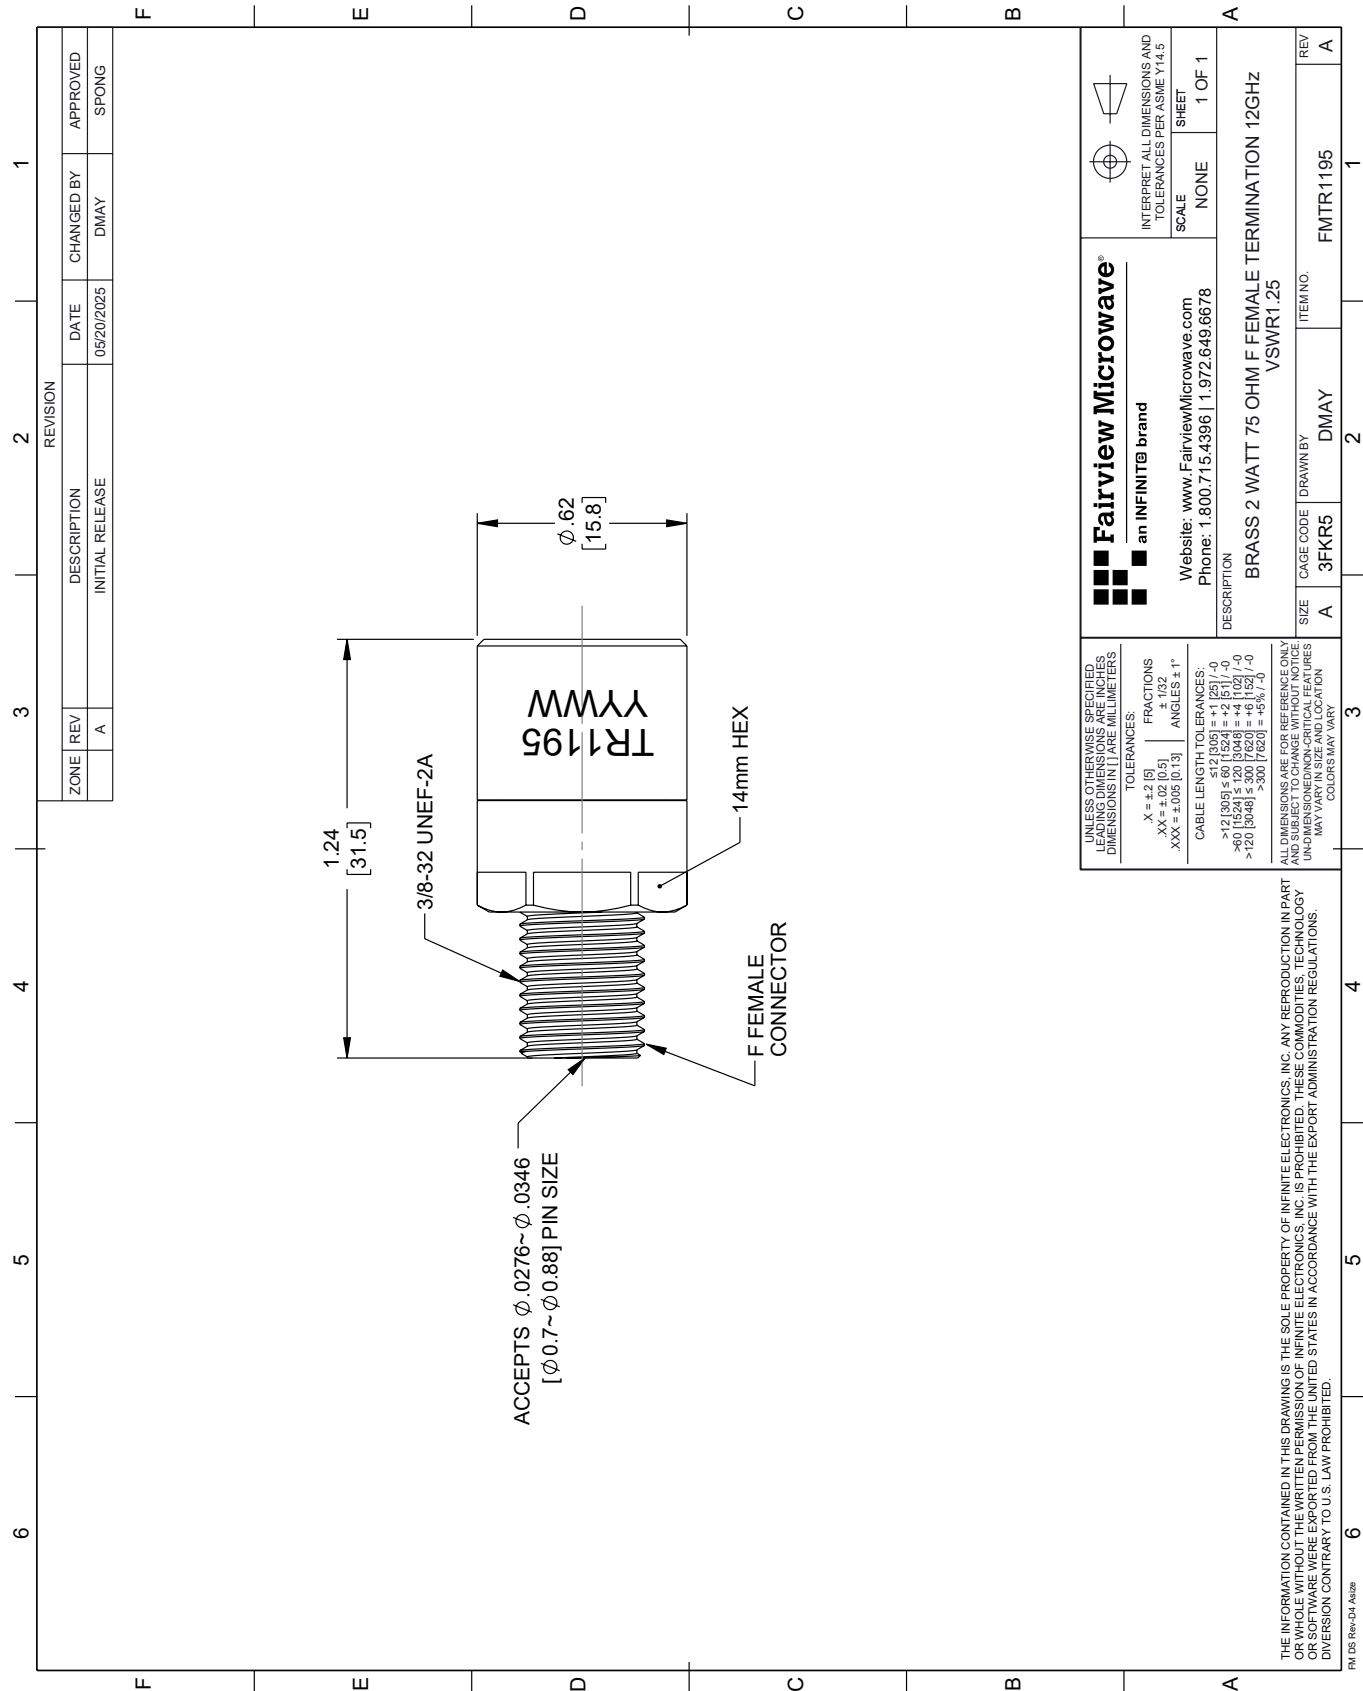 6
5
4
3
2
1
F
E
D
C
B
A
REVISION
ZONE REV DESCRIPTION DATE CHANGED BY APPROVED
A INITIAL RELEASE 05/20/2025 DMAY SPONG
1.24
[31.5]
3/8-32 UNEF-2A
ACCEPTS ∅.0276~∅.0346
[∅0.7~∅0.88] PIN SIZE
TR1195
YYWW
∅.62
[15.8]
14mm HEX
F FEMALE
CONNECTOR
UNLESS OTHERWISE SPECIFIED
LEADING DIMENSIONS ARE INCHES
DIMENSIONS IN [ ] ARE MILLIMETERS
TOLERANCES:
.X = ±.2 [5] FRACTIONS
.XX = ±.02 [0.5] ± 1/32
.XXX = ±.005 [0.13] ANGLES ± 1°
CABLE LENGTH TOLERANCES:
≤12 [305] = +1 [25] / -0
>12 [305] ≤ 60 [1524] = +2 [51] / -0
>60 [1524] ≤ 120 [3048] = +4 [102] / -0
>120 [3048] ≤ 300 [7620] = +6 [152] / -0
>300 [7620] = +5% / -0
ALL DIMENSIONS ARE FOR REFERENCE ONLY
AND SUBJECT TO CHANGE WITHOUT NOTICE.
UN-DIMENSIONED/NON-CRITICAL FEATURES
MAY VARY IN SIZE AND LOCATION
COLORS MAY VARY
Fairview Microwave®
an INFINIT® brand
Website: www.FairviewMicrowave.com
Phone: 1.800.715.4396 | 1.972.649.6678
INTERPRET ALL DIMENSIONS AND
TOLERANCES PER ASME Y14.5
SCALE SHEET
NONE 1 OF 1
DESCRIPTION
BRASS 2 WATT 75 OHM F FEMALE TERMINATION 12GHz
VSWR1.25
SIZE CAGE CODE DRAWN BY ITEM NO. REV
A 3FKR5 DMAY FMTR1195 A
THE INFORMATION CONTAINED IN THIS DRAWING IS THE SOLE PROPERTY OF INFINITE ELECTRONICS, INC. ANY REPRODUCTION IN PART
OR WHOLE WITHOUT THE WRITTEN PERMISSION OF INFINITE ELECTRONICS, INC. IS PROHIBITED. THESE COMMODITIES, TECHNOLOGY
OR SOFTWARE WERE EXPORTED FROM THE UNITED STATES IN ACCORDANCE WITH THE EXPORT ADMINISTRATION REGULATIONS.
DIVERSION CONTRARY TO U.S. LAW PROHIBITED.
F
E
D
C
B
A
6
5
4
3
2
1
FM DS Rev-D4 Asize